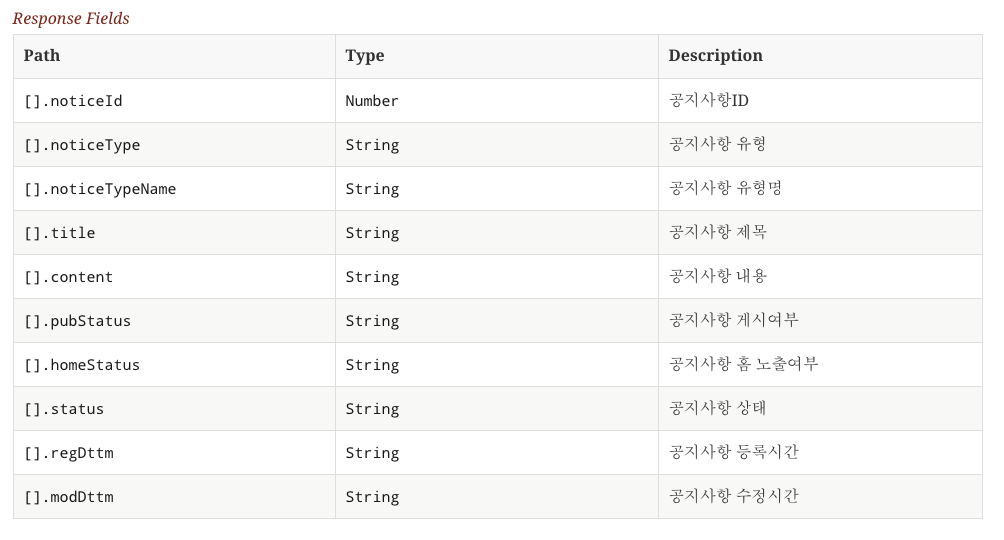 Response Fields
Path Type Description
[].noticeId Number 공지사항ID
[].noticeType String 공지사항 유형
[].noticeTypeName String 공지사항 유형명
[].title String 공지사항 제목
[].content String 공지사항 내용
[].pubStatus String 공지사항 게시여부
[].homeStatus String 공지사항 홈 노출여부
[].status String 공지사항 상태
[].regDttm String 공지사항 등록시간
[].modDttm String 공지사항 수정시간